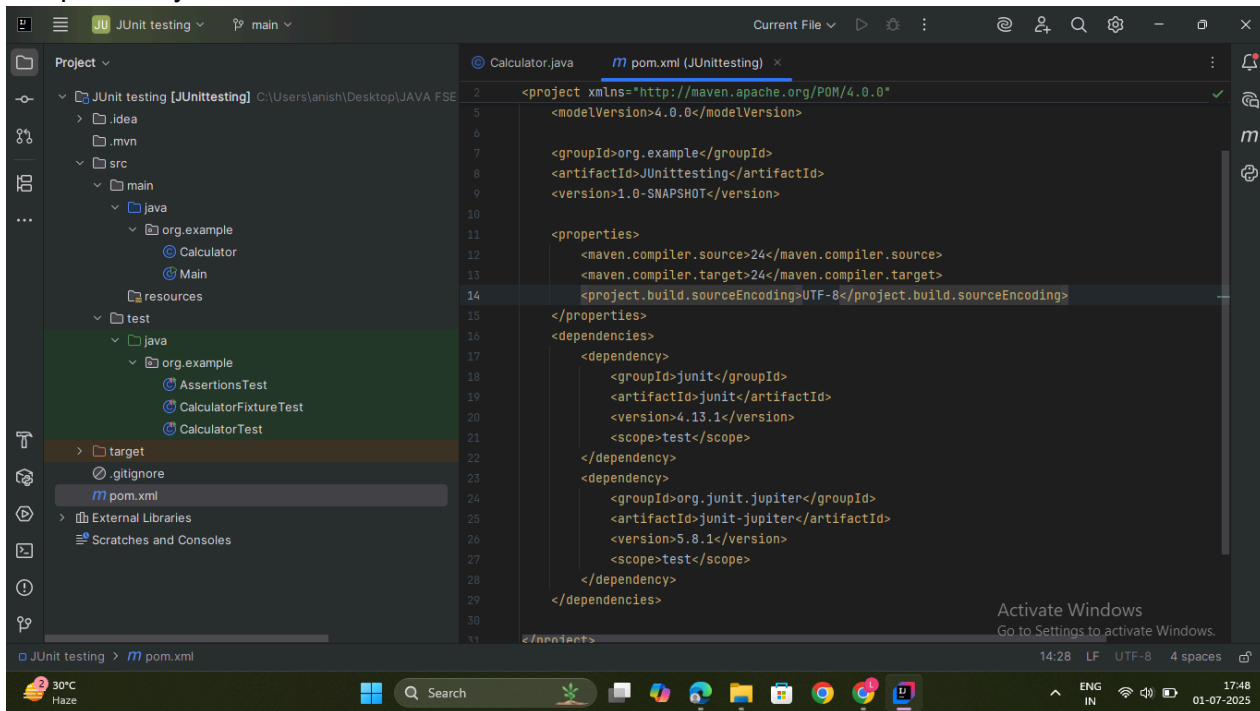 JU JUnit testing main Current File
Project
Calculator.java m pom.xml (JUnittesting)
JUnit testing [JUnittesting] C:\Users\anish\Desktop\JAVA FSE
.idea
.mvn
src
main
java
org.example
Calculator
Main
resources
test
java
org.example
AssertionsTest
CalculatorFixtureTest
CalculatorTest
target
.gitignore
m pom.xml
External Libraries
Scratches and Consoles
2 <project xmlns="http://maven.apache.org/POM/4.0.0"
5 <modelVersion>4.0.0</modelVersion>
6
7 <groupId>org.example</groupId>
8 <artifactId>JUnittesting</artifactId>
9 <version>1.0-SNAPSHOT</version>
10
11 <properties>
12 <maven.compiler.source>24</maven.compiler.source>
13 <maven.compiler.target>24</maven.compiler.target>
14 <project.build.sourceEncoding>UTF-8</project.build.sourceEncoding>
15 </properties>
16 <dependencies>
17 <dependency>
18 <groupId>junit</groupId>
19 <artifactId>junit</artifactId>
20 <version>4.13.1</version>
21 <scope>test</scope>
22 </dependency>
23 <dependency>
24 <groupId>org.junit.jupiter</groupId>
25 <artifactId>junit-jupiter</artifactId>
26 <version>5.8.1</version>
27 <scope>test</scope>
28 </dependency>
29 </dependencies>
30
31 </project>
Activate Windows
Go to Settings to activate Windows.
JUnit testing > m pom.xml 14:28 LF UTF-8 4 spaces
2 30°C
Haze
Search
ENG
IN
17:48
01-07-2025